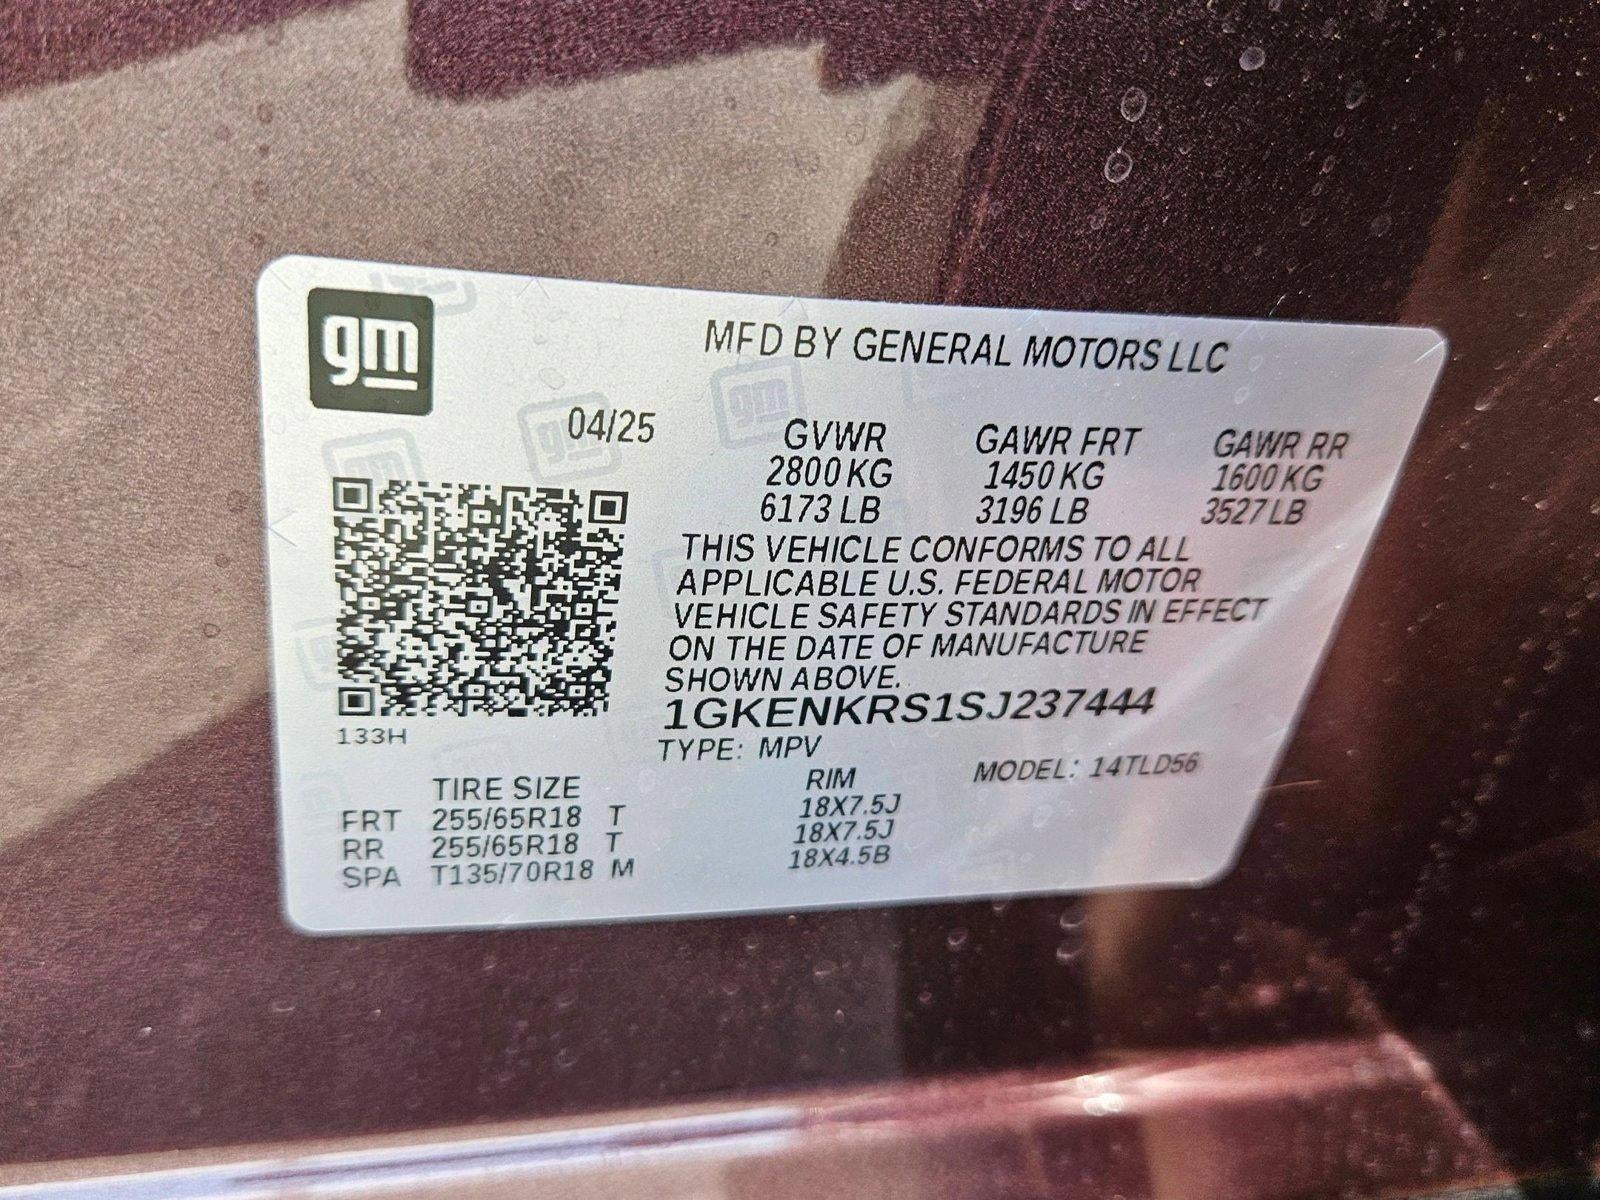 gm
MFD BY GENERAL MOTORS LLC
04/25
GVWR GAWR FRT GAWR RR
2800 KG 1450 KG 1600 KG
6173 LB 3196 LB 3527 LB
THIS VEHICLE CONFORMS TO ALL
APPLICABLE U.S. FEDERAL MOTOR
VEHICLE SAFETY STANDARDS IN EFFECT
ON THE DATE OF MANUFACTURE
SHOWN ABOVE.
1GKENKRS1SJ237444
133H
TYPE: MPV MODEL: 14TLD56
TIRE SIZE RIM
FRT 255/65R18 T 18X7.5J
RR 255/65R18 T 18X7.5J
SPA T135/70R18 M 18X4.5B